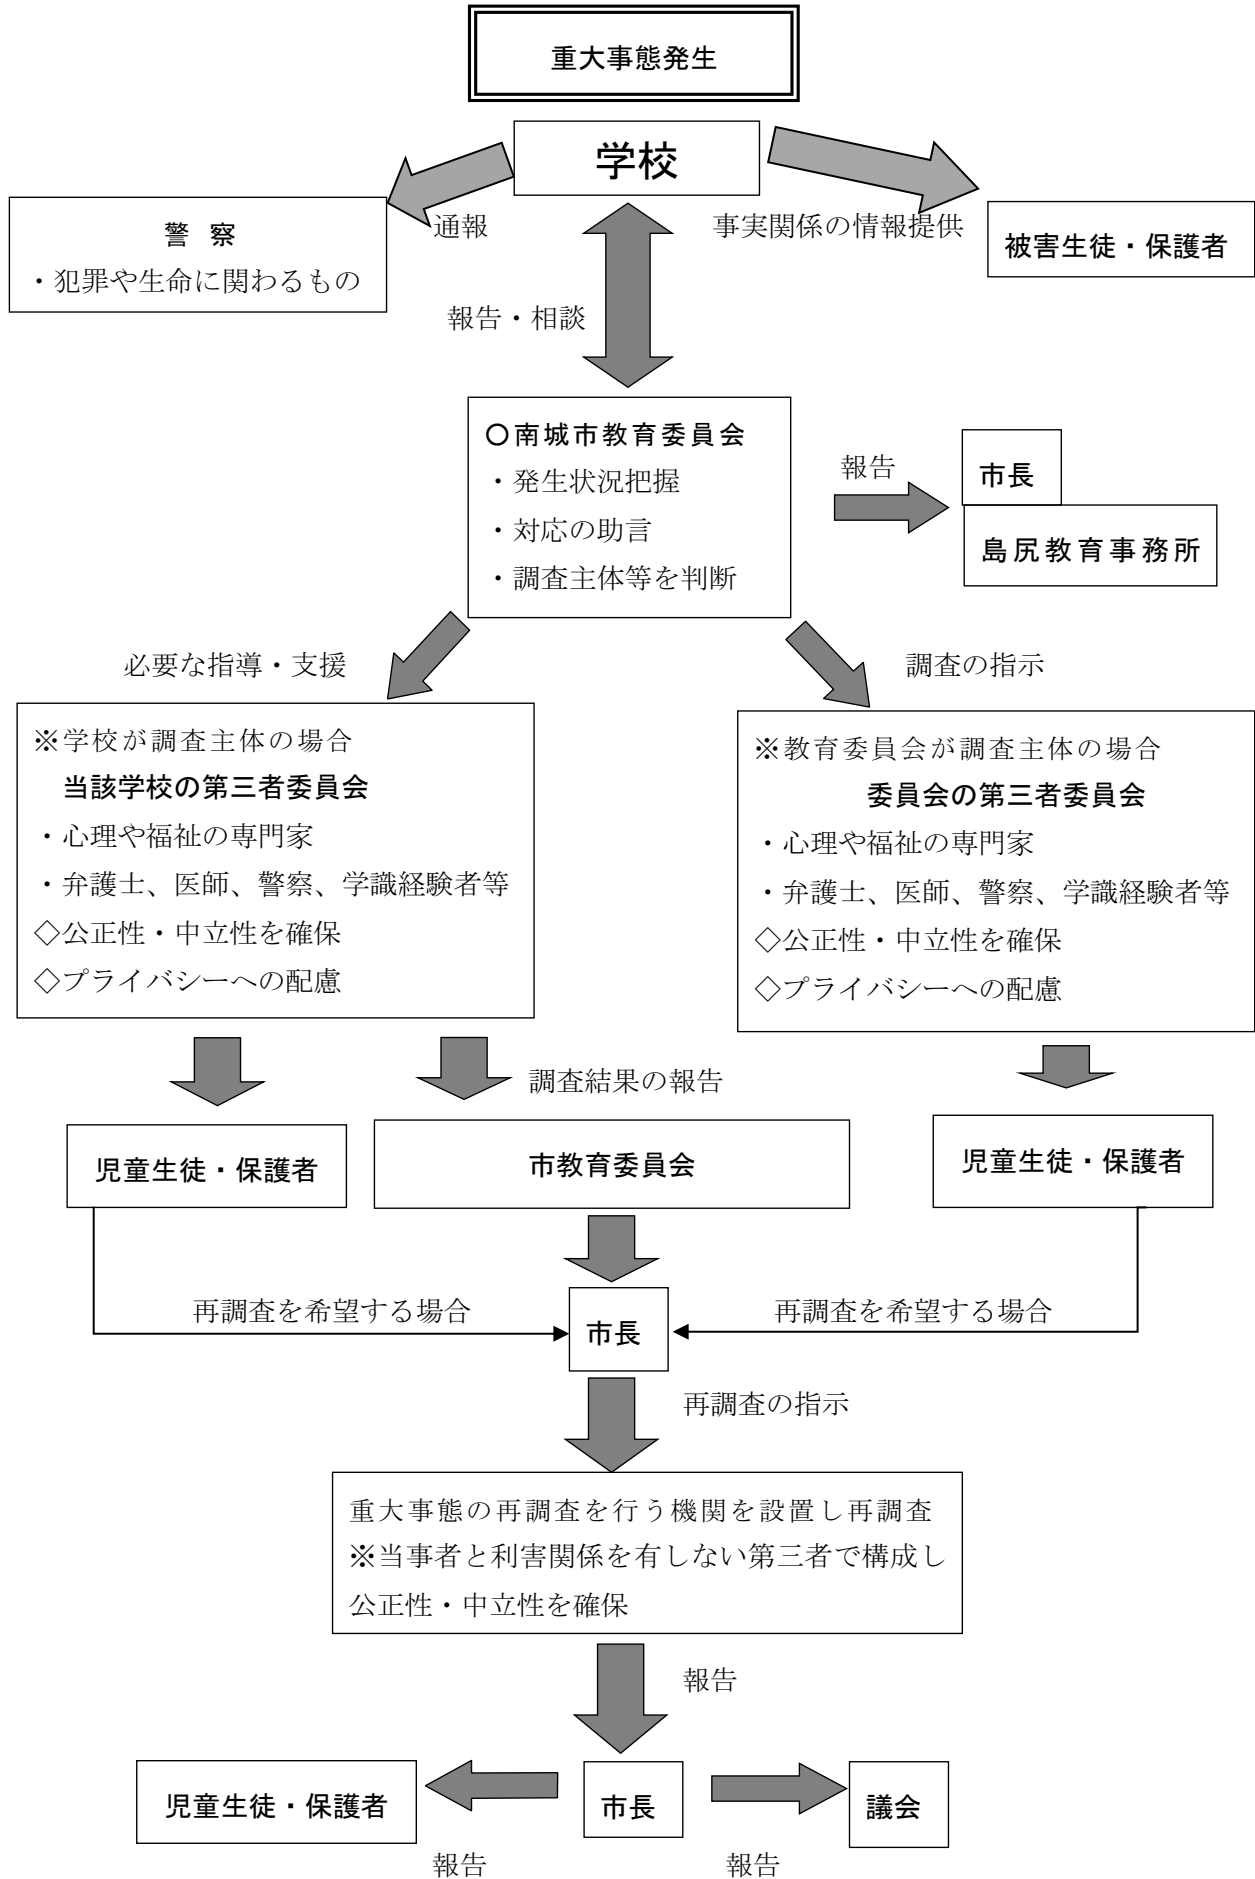 重大事態発生
学校
通報
事実関係の情報提供
警 察
・犯罪や生命に関わるもの
被害生徒・保護者
報告・相談
〇南城市教育委員会
・発生状況把握
・対応の助言
・調査主体等を判断
報告
市長
島尻教育事務所
必要な指導・支援
調査の指示
※学校が調査主体の場合
当該学校の第三者委員会
・心理や福祉の専門家
・弁護士、医師、警察、学識経験者等
◇公正性・中立性を確保
◇プライバシーへの配慮
※教育委員会が調査主体の場合
委員会の第三者委員会
・心理や福祉の専門家
・弁護士、医師、警察、学識経験者等
◇公正性・中立性を確保
◇プライバシーへの配慮
調査結果の報告
児童生徒・保護者
市教育委員会
児童生徒・保護者
再調査を希望する場合
市長
再調査を希望する場合
再調査の指示
重大事態の再調査を行う機関を設置し再調査
※当事者と利害関係を有しない第三者で構成し
公正性・中立性を確保
報告
児童生徒・保護者
市長
議会
報告
報告